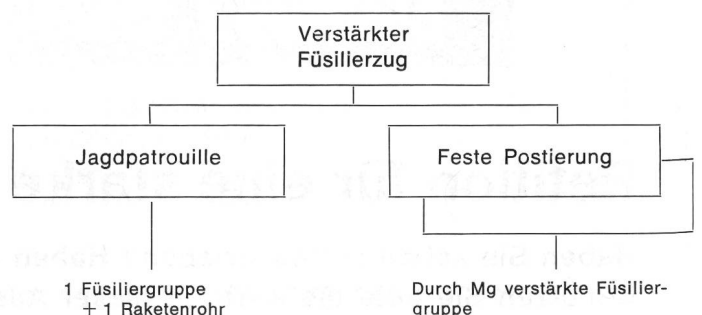 Verstärkter
Füsilierzug
Jagdpatrouille
Feste Postierung
1 Füsiliergruppe
+ 1 Raketenrohr
Durch Mg verstärkte Füsilier-
gruppe